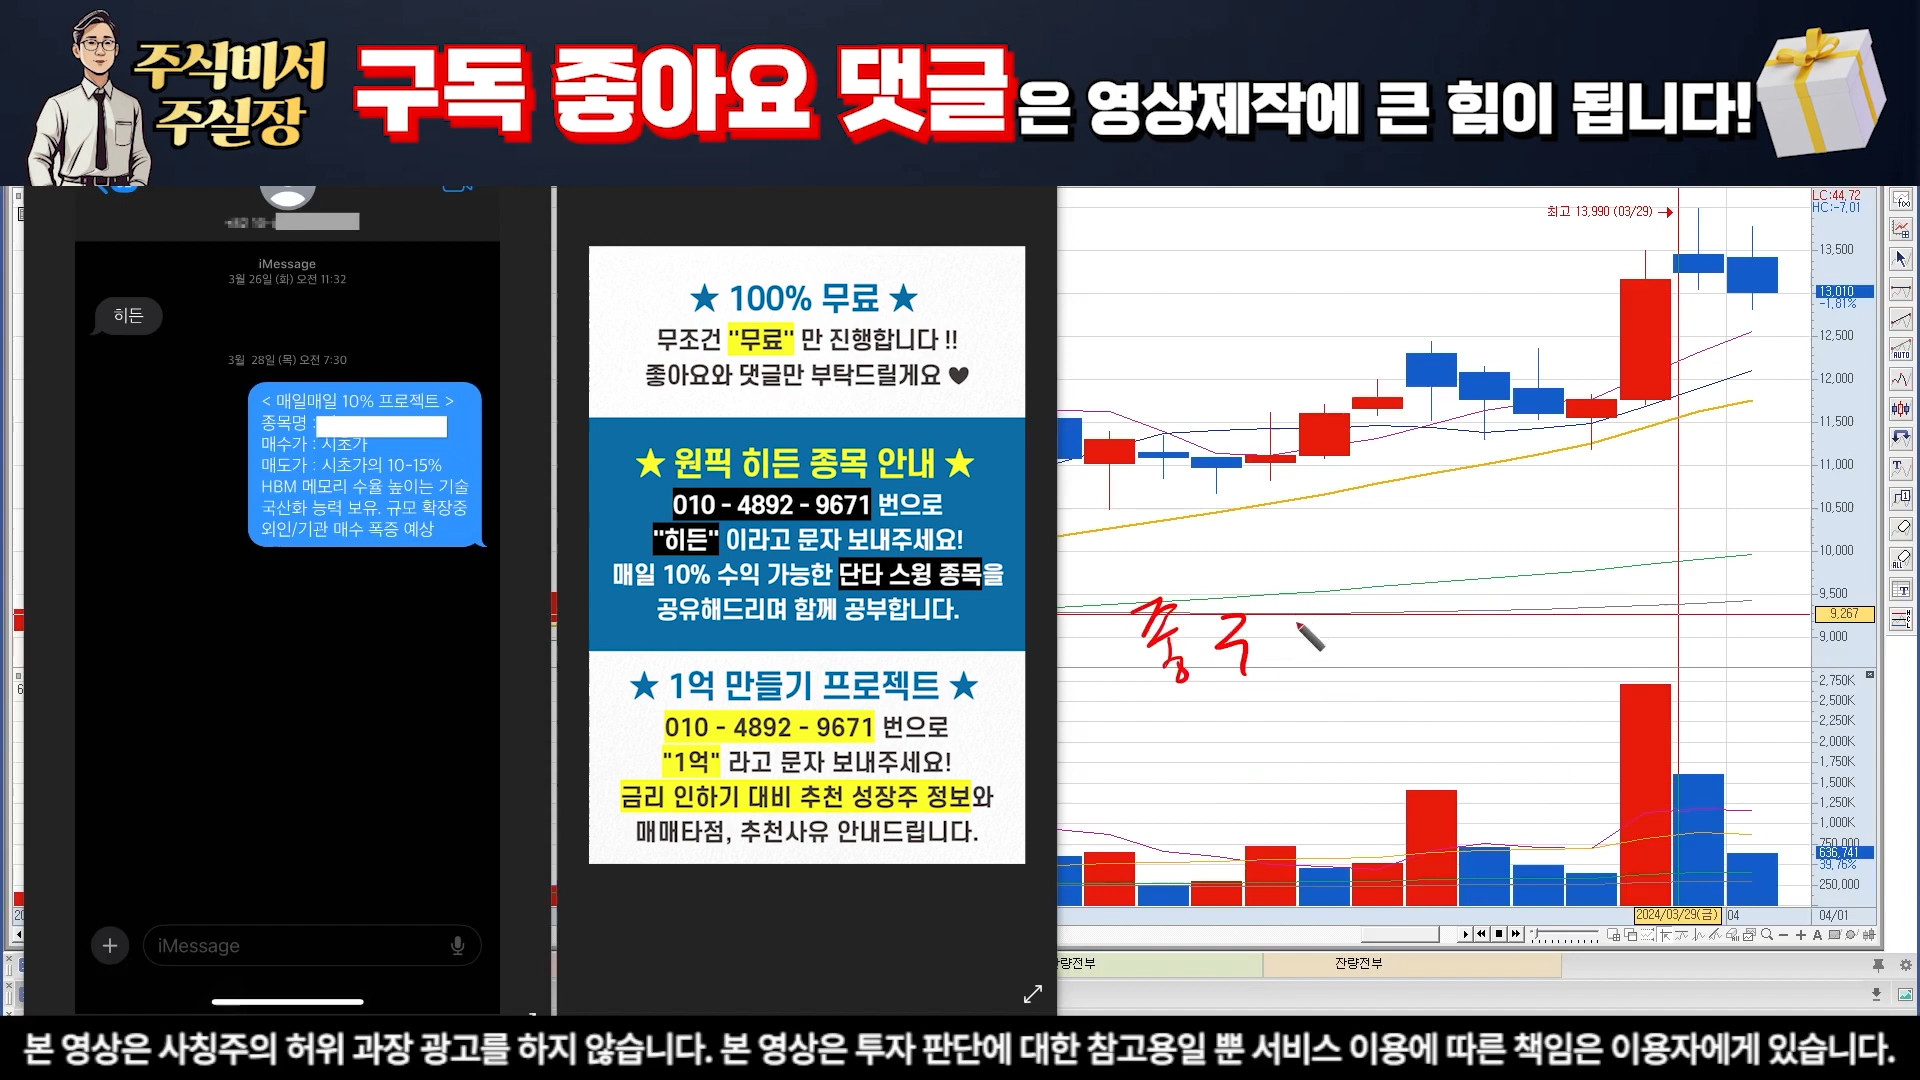 주식비서
주실장
구독 좋아요 댓글은 영상제작에 큰 힘이 됩니다!
iMessage
3월 26일 (화) 오전 11:32
히든
3월 28일 (목) 오전 7:30
< 매일매일 10% 프로젝트 >
종목명 :
매수가 : 시초가
매도가 : 시초가의 10-15%
HBM 메모리 수율 높이는 기술
국산화 능력 보유. 규모 확장중
외인/기관 매수 폭증 예상
iMessage
★ 100% 무료 ★
무조건 "무료" 만 진행합니다 !!
좋아요와 댓글만 부탁드릴게요 ♥
★ 원픽 히든 종목 안내 ★
010 - 4892 - 9671 번으로
"히든" 이라고 문자 보내주세요!
매일 10% 수익 가능한 단타 스윙 종목을
공유해드리며 함께 공부합니다.
★ 1억 만들기 프로젝트 ★
010 - 4892 - 9671 번으로
"1억" 라고 문자 보내주세요!
금리 인하기 대비 추천 성장주 정보와
매매타점, 추천사유 안내드립니다.
최고 13,990 (03/29) →
LC:44,72
HC:-7,01
13,500
13,010
-1,81%
12,500
12,000
11,500
11,000
10,500
10,000
9,500
9,267
9,000
2,750K
2,500K
2,250K
2,000K
1,750K
1,500K
1,250K
1,000K
750,000
636,741
39,76%
250,000
2024/03/29(금)
04
04/01
잔량전부
본 영상은 사칭주의 허위 과장 광고를 하지 않습니다. 본 영상은 투자 판단에 대한 참고용일 뿐 서비스 이용에 따른 책임은 이용자에게 있습니다.